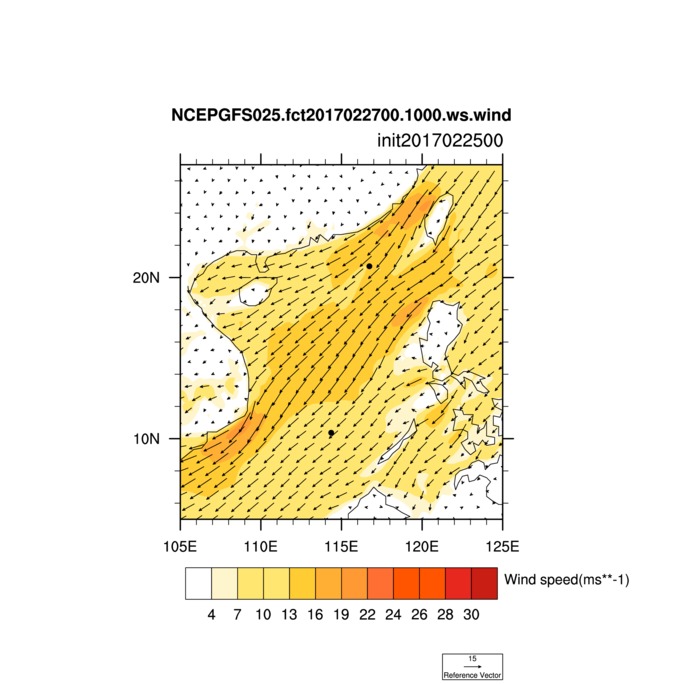 NCEPGFS025.fct2017022700.1000.ws.wind
init2017022500
20N
10N
105E 110E 115E 120E 125E
Wind speed(ms**-1)
4 7 10 13 16 19 22 24 26 28 30
15
Reference Vector